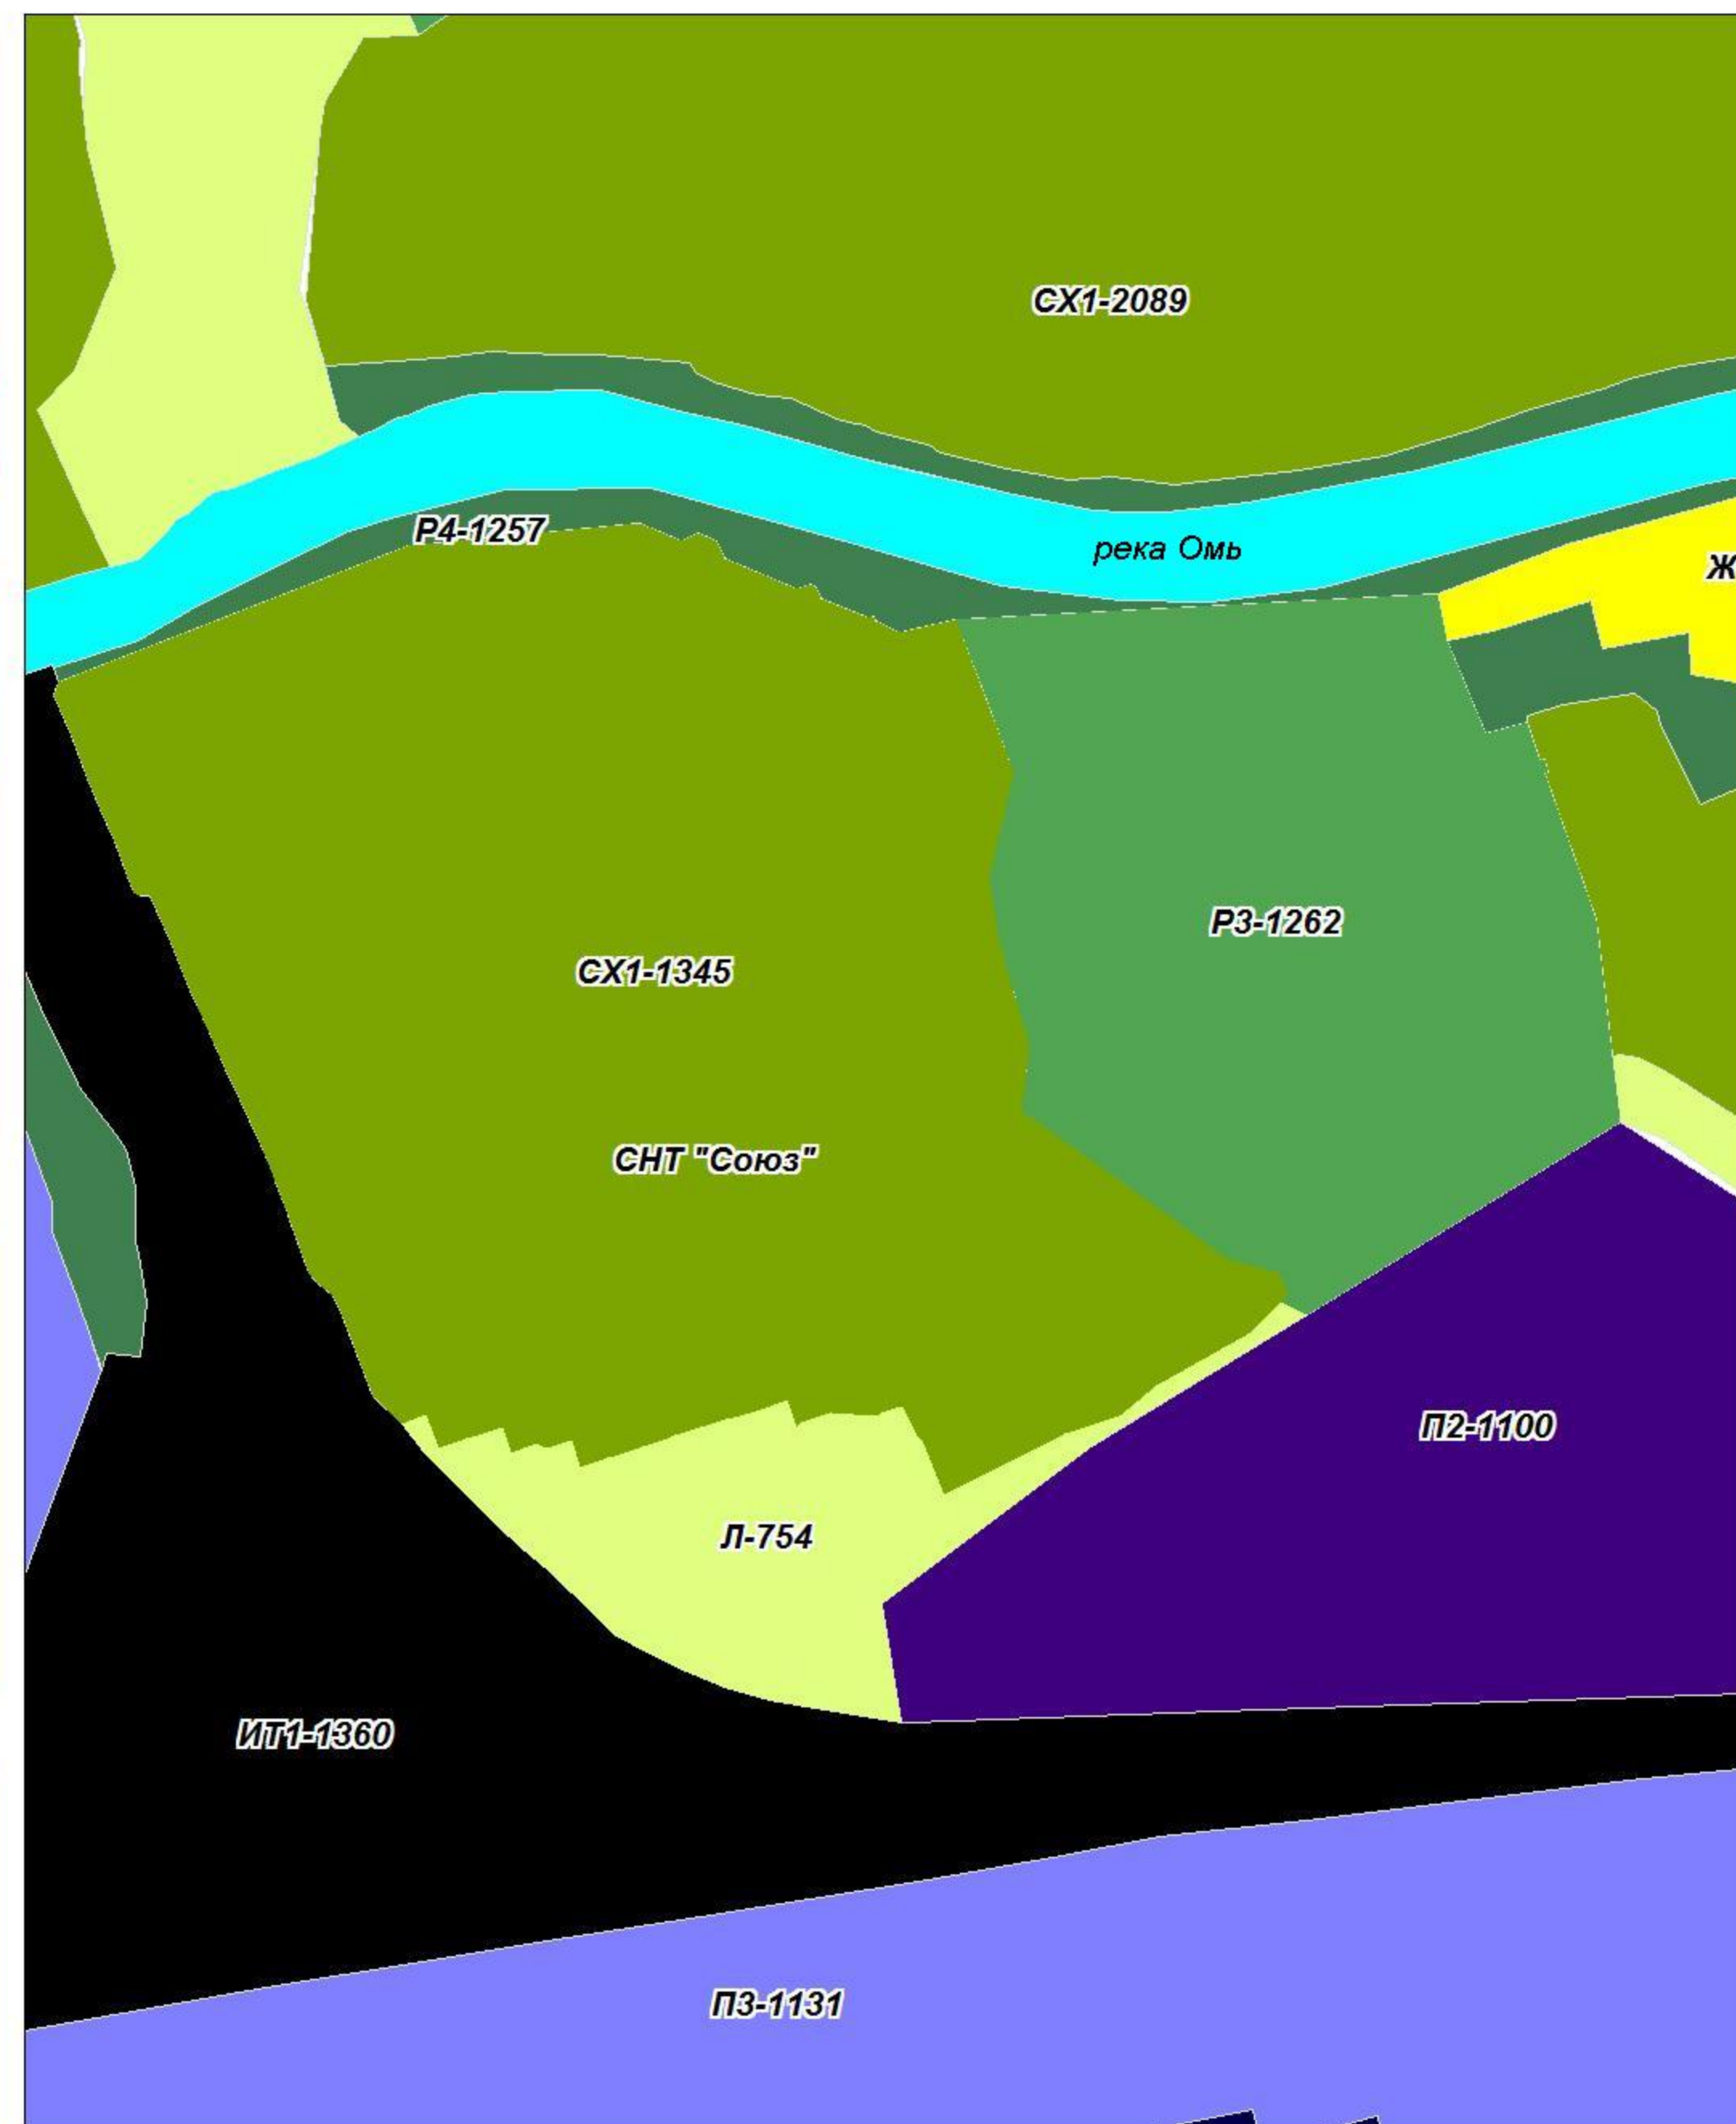 СХ1-2089
Р4-1257
река Омь
Ж
Р3-1262
СХ1-1345
СНТ "Союз"
П2-1100
Л-754
ИТ1-1360
П3-1131